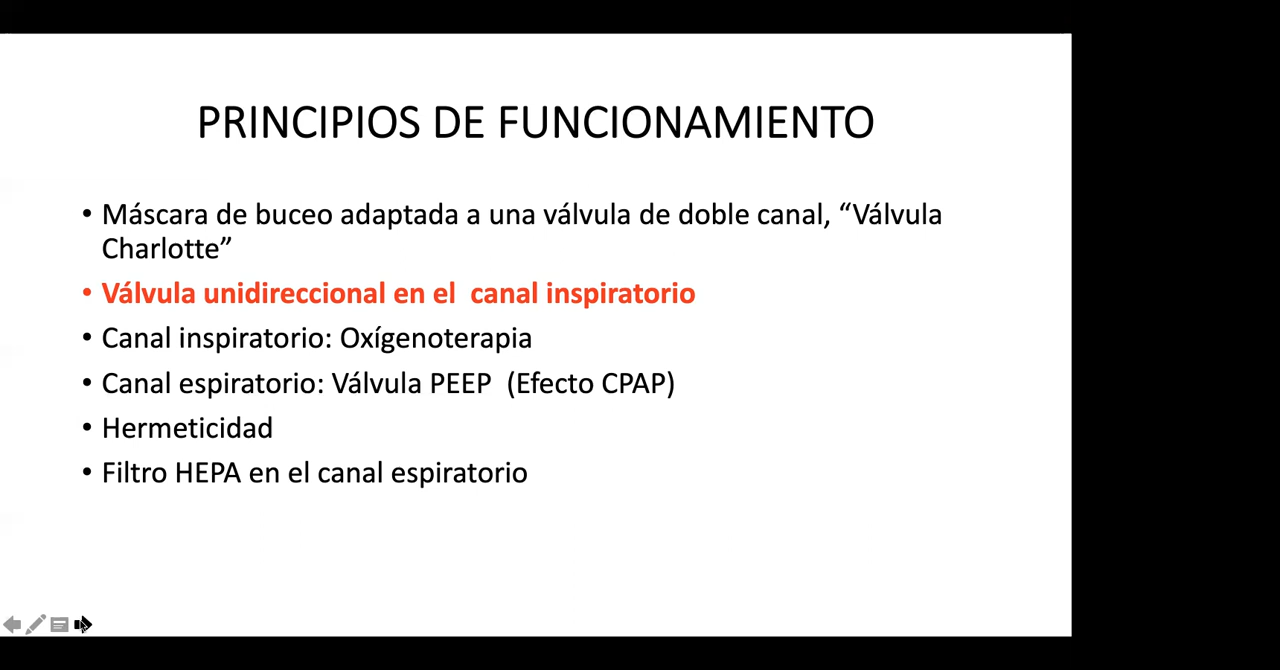 PRINCIPIOS DE FUNCIONAMIENTO
• Máscara de buceo adaptada a una válvula de doble canal, “Válvula
Charlotte”
• Válvula unidireccional en el  canal inspiratorio
• Canal inspiratorio: Oxígenoterapia
• Canal espiratorio: Válvula PEEP  (Efecto CPAP)
• Hermeticidad
• Filtro HEPA en el canal espiratorio